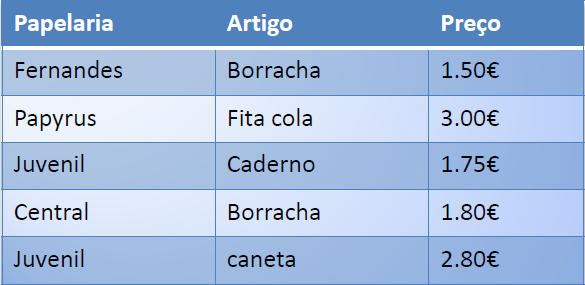 Papelaria Artigo Preço
Fernandes Borracha 1.50€
Papyrus Fita cola 3.00€
Juvenil Caderno 1.75€
Central Borracha 1.80€
Juvenil caneta 2.80€